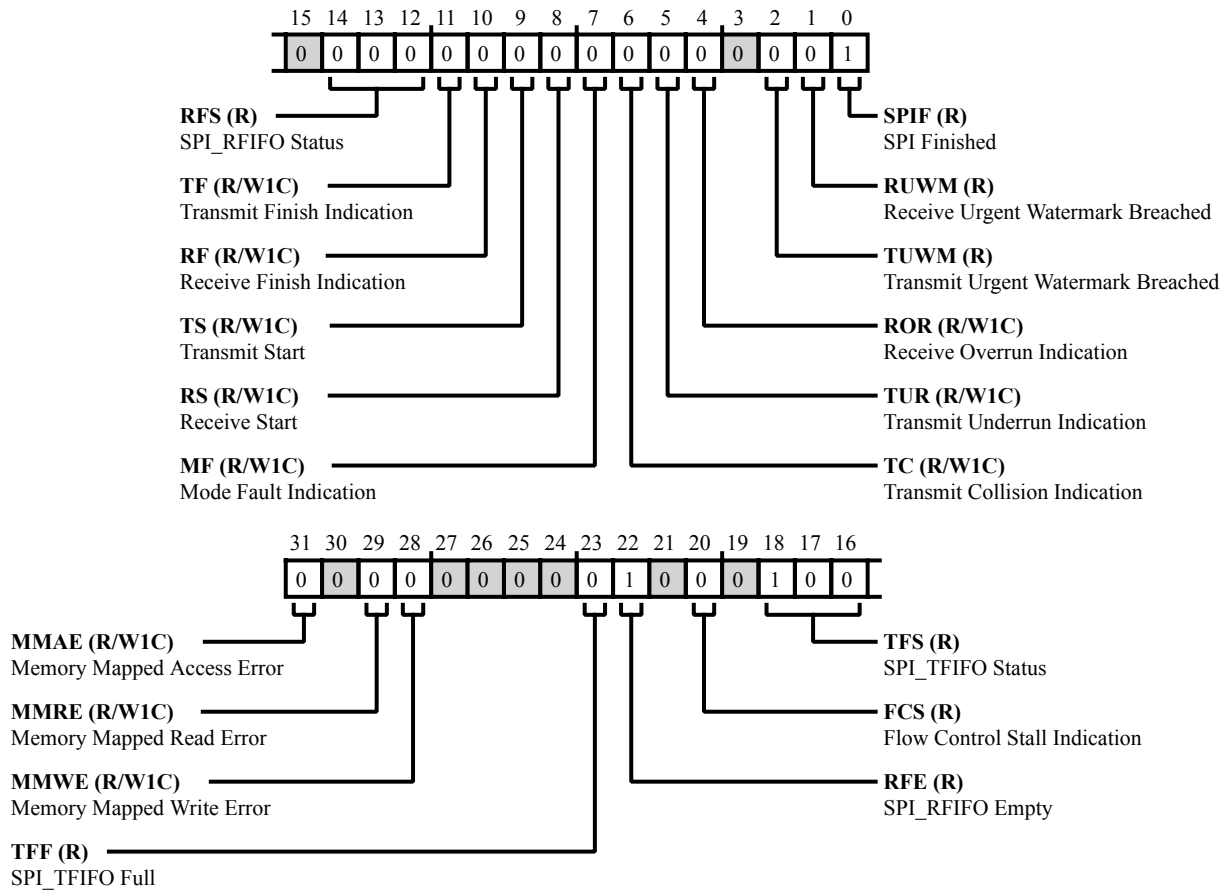 15 14 13 12 11 10 9 8 7 6 5 4 3 2 1 0
0 0 0 0 0 0 0 0 0 0 0 0 0 0 0 1
RFS (R)
SPI_RFIFO Status
TF (R/W1C)
Transmit Finish Indication
RF (R/W1C)
Receive Finish Indication
TS (R/W1C)
Transmit Start
RS (R/W1C)
Receive Start
MF (R/W1C)
Mode Fault Indication
SPIF (R)
SPI Finished
RUWM (R)
Receive Urgent Watermark Breached
TUWM (R)
Transmit Urgent Watermark Breached
ROR (R/W1C)
Receive Overrun Indication
TUR (R/W1C)
Transmit Underrun Indication
TC (R/W1C)
Transmit Collision Indication
31 30 29 28 27 26 25 24 23 22 21 20 19 18 17 16
0 0 0 0 0 0 0 0 0 1 0 0 0 1 0 0
MMAE (R/W1C)
Memory Mapped Access Error
MMRE (R/W1C)
Memory Mapped Read Error
MMWE (R/W1C)
Memory Mapped Write Error
TFF (R)
SPI_TFIFO Full
TFS (R)
SPI_TFIFO Status
FCS (R)
Flow Control Stall Indication
RFE (R)
SPI_RFIFO Empty